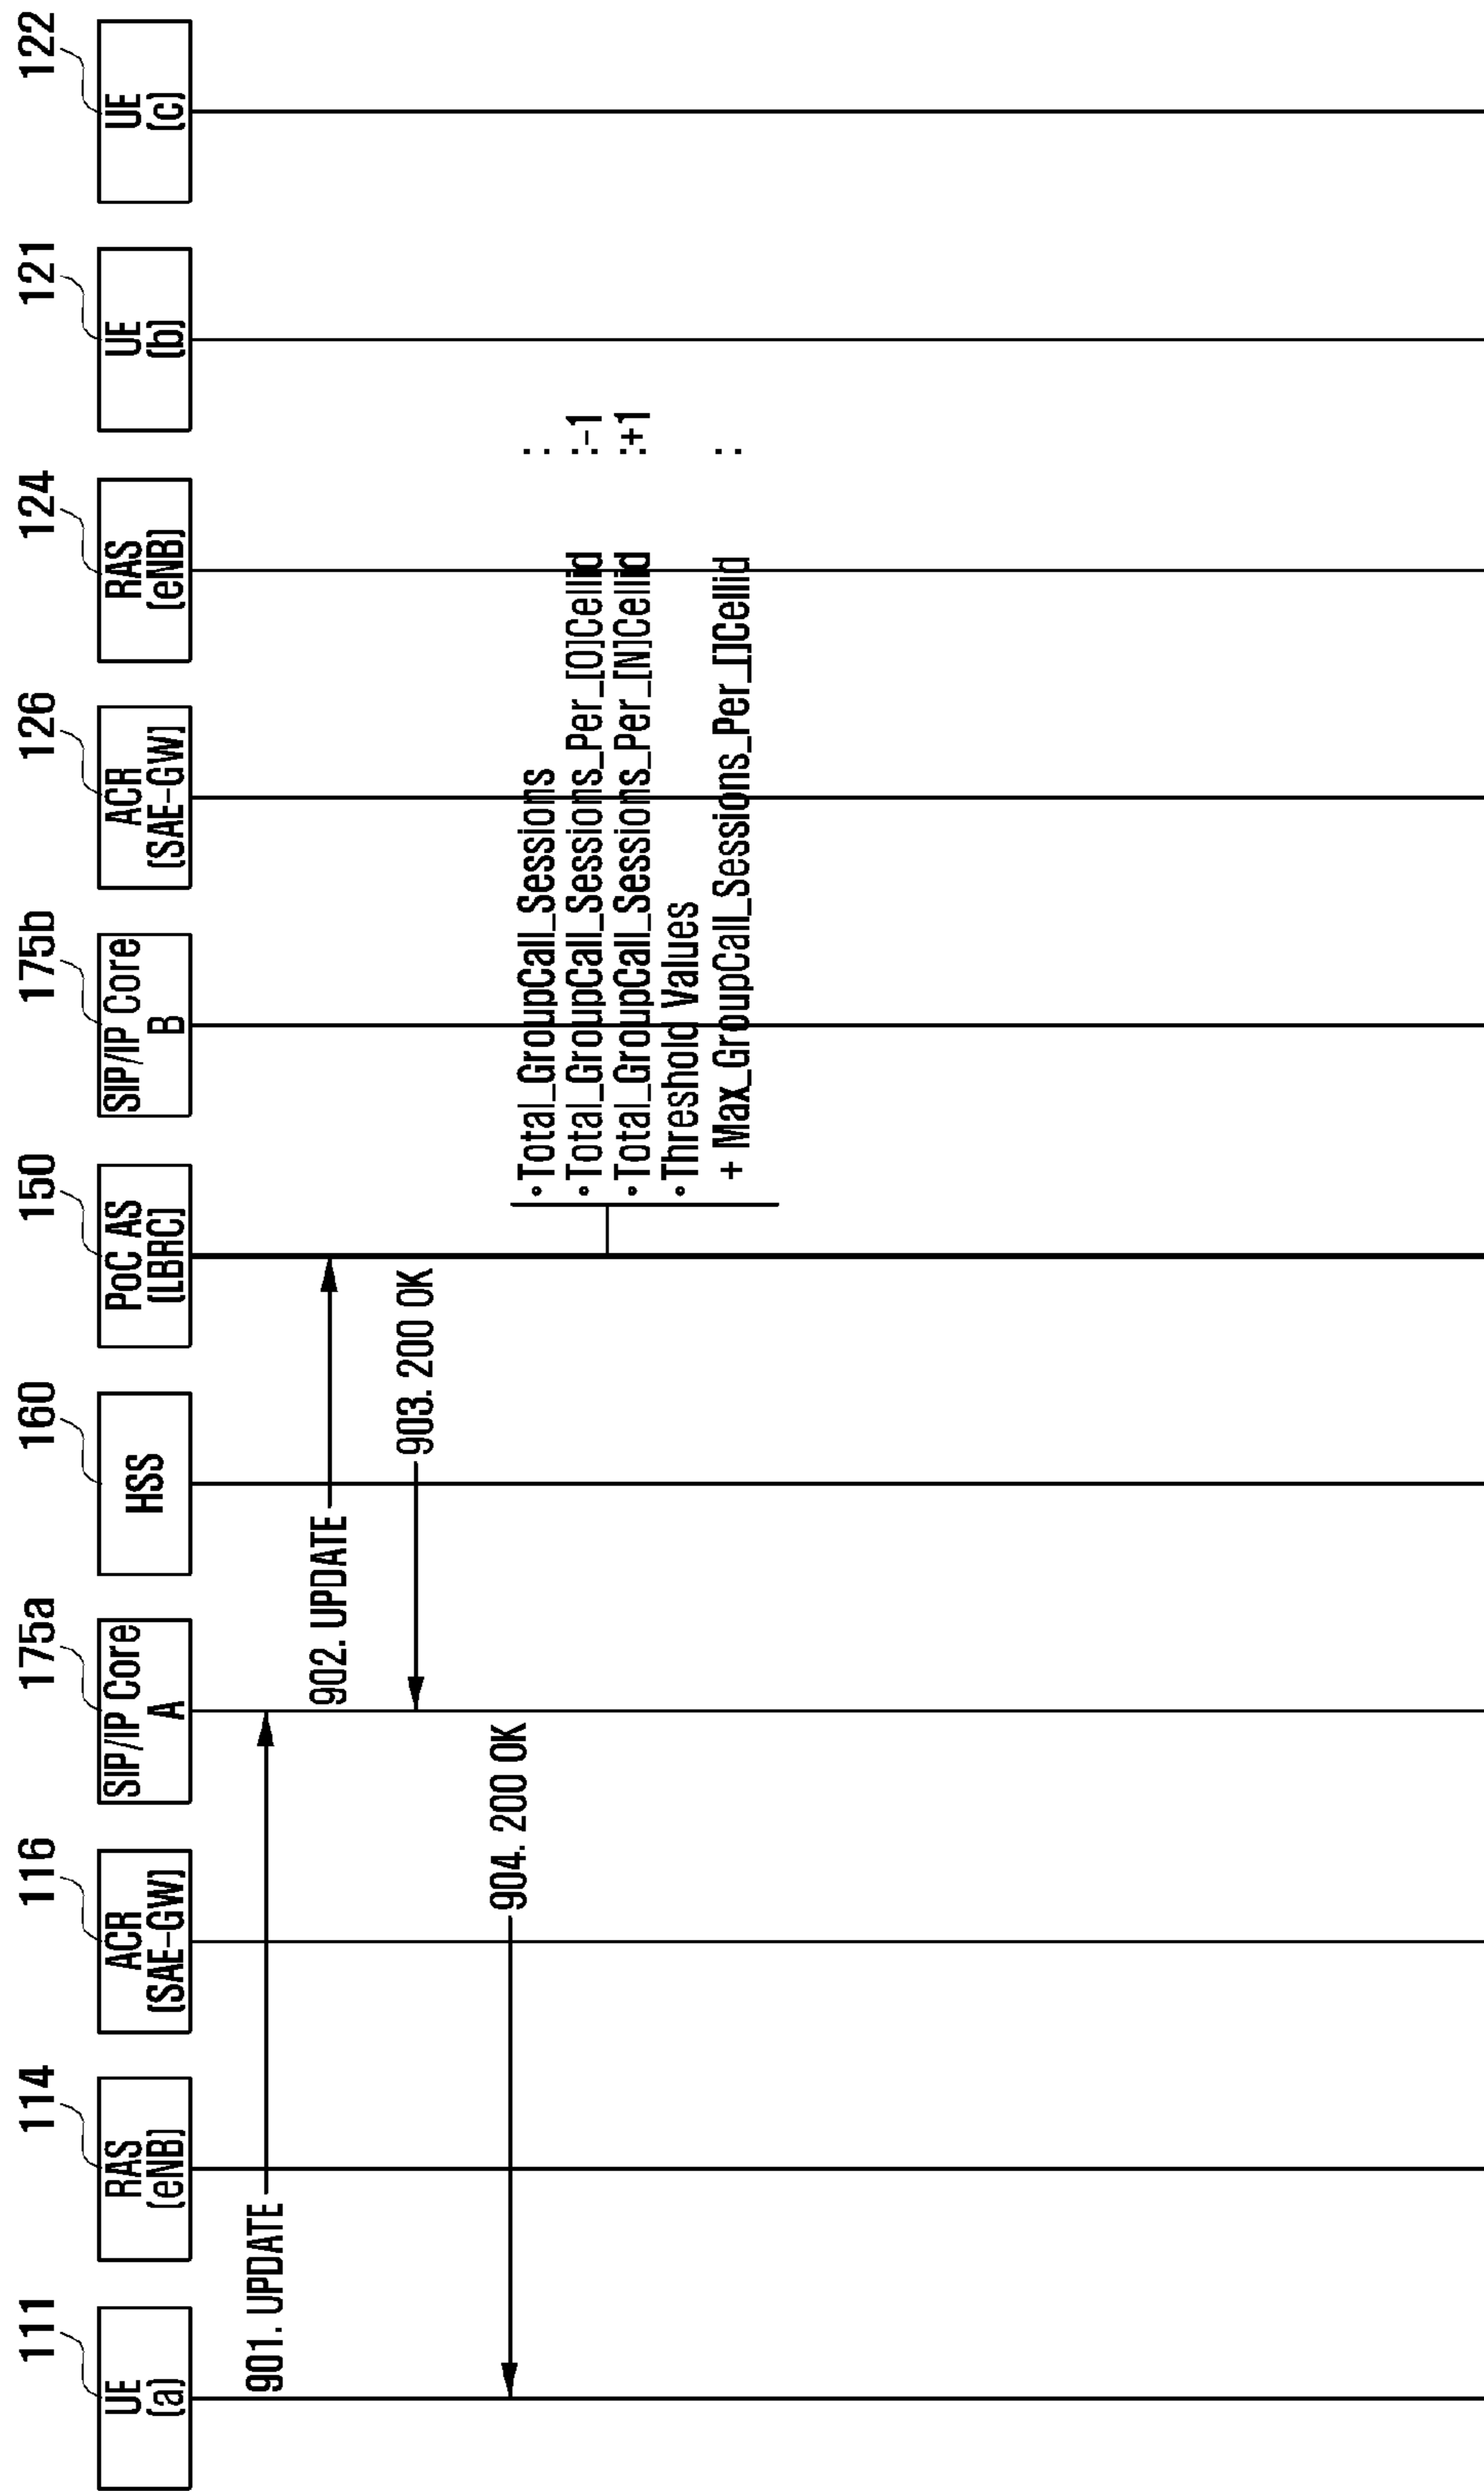 111
114
116
175a
160
150
175b
126
124
121
122
UE
(a)
RAS
(eNB)
ACR
(SAE-GW)
SIP/IP Core
A
HSS
PoC AS
(LBRC)
SIP/IP Core
B
ACR
(SAE-GW)
RAS
(eNB)
UE
(b)
UE
(c)
901. UPDATE
902. UPDATE
903. 200 OK
904. 200 OK
• Total_GroupCall_Sessions :
• Total_GroupCall_Sessions_Per_[O]Cellid :-1
• Total_GroupCall_Sessions_Per_[N]Cellid :+1
• Threshold Values
+ Max_GroupCall_Sessions_Per_[]Cellid :